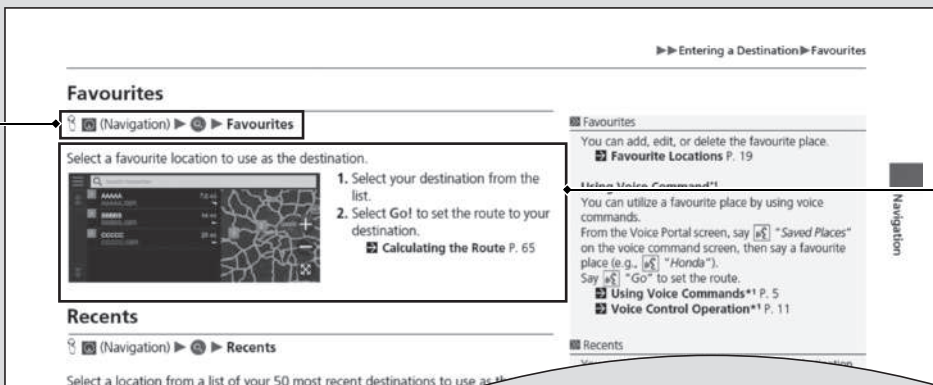 ▶▶Entering a Destination▶Favourites
Favourites
(Navigation) ▶ ▶ Favourites
Select a favourite location to use as the destination.
AAAAA
BBBBB
CCCCC
1. Select your destination from the
list.
2. Select Go! to set the route to your
destination.
Calculating the Route P. 65
Recents
(Navigation) ▶ ▶ Recents
Select a location from a list of your 50 most recent destinations to use as
Favourites
You can add, edit, or delete the favourite place.
Favourite Locations P. 19
Using Voice Command*1
You can utilize a favourite place by using voice
commands.
From the Voice Portal screen, say "Saved Places"
on the voice command screen, then say a favourite
place (e.g., "Honda").
Say "Go" to set the route.
Using Voice Commands*1 P. 5
Voice Control Operation*1 P. 11
Recents
Navigation